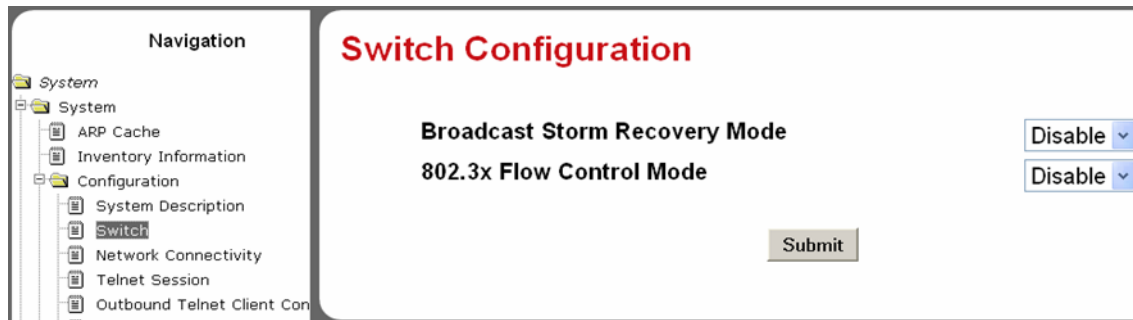 Navigation
System
System
ARP Cache
Inventory Information
Configuration
System Description
Switch
Network Connectivity
Telnet Session
Outbound Telnet Client Con
Switch Configuration
Broadcast Storm Recovery Mode Disable
802.3x Flow Control Mode Disable
Submit